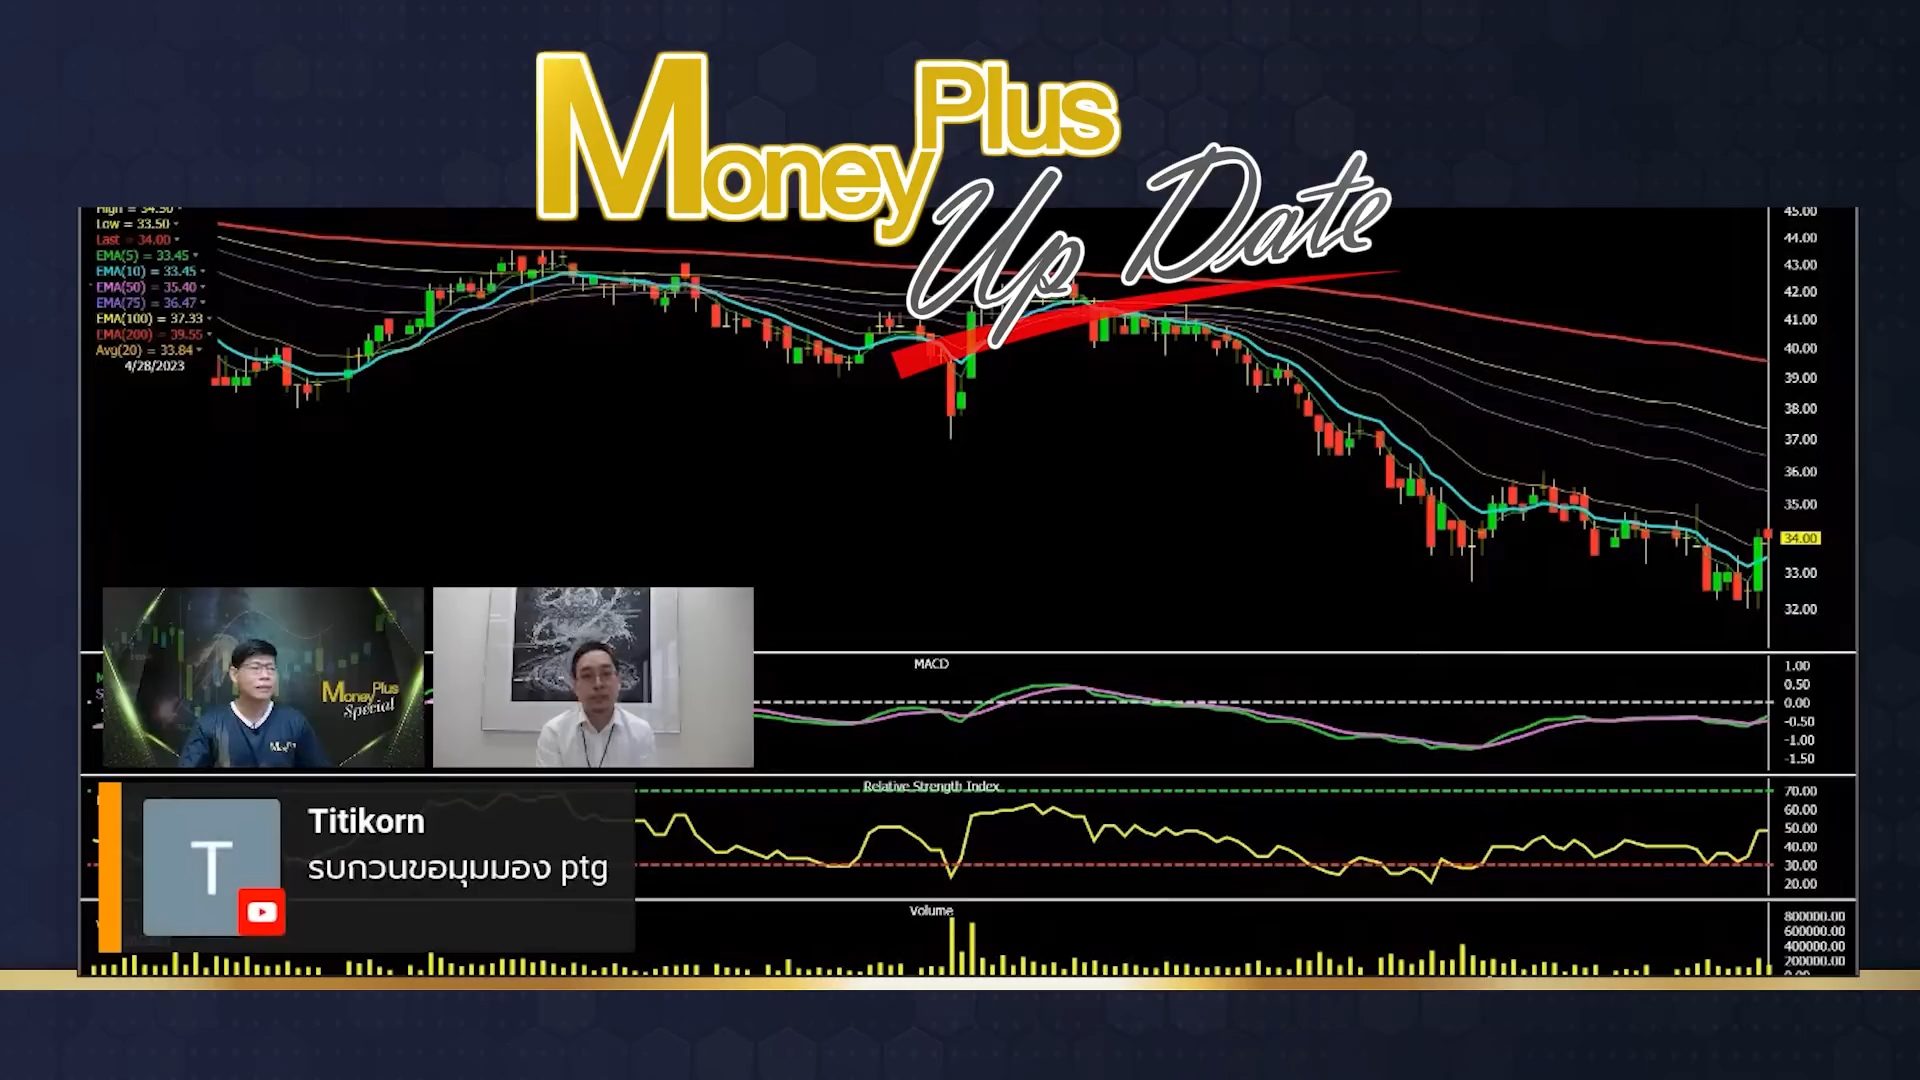 Money Plus
Up Date
High = 34.50
Low = 33.50
Last = 34.00
EMA(5) = 33.45
EMA(10) = 33.45
EMA(50) = 35.40
EMA(75) = 36.47
EMA(100) = 37.33
EMA(200) = 39.55
Avg(20) = 33.84
4/28/2023
45.00
44.00
43.00
42.00
41.00
40.00
39.00
38.00
37.00
36.00
35.00
34.00
33.00
32.00
Money Plus
Special
MACD
1.00
0.50
0.00
-0.50
-1.00
-1.50
Relative Strength Index
70.00
60.00
50.00
40.00
30.00
20.00
T
Titikorn
รบกวนขอมุมมอง ptg
Volume
800000.00
600000.00
400000.00
200000.00
0.00